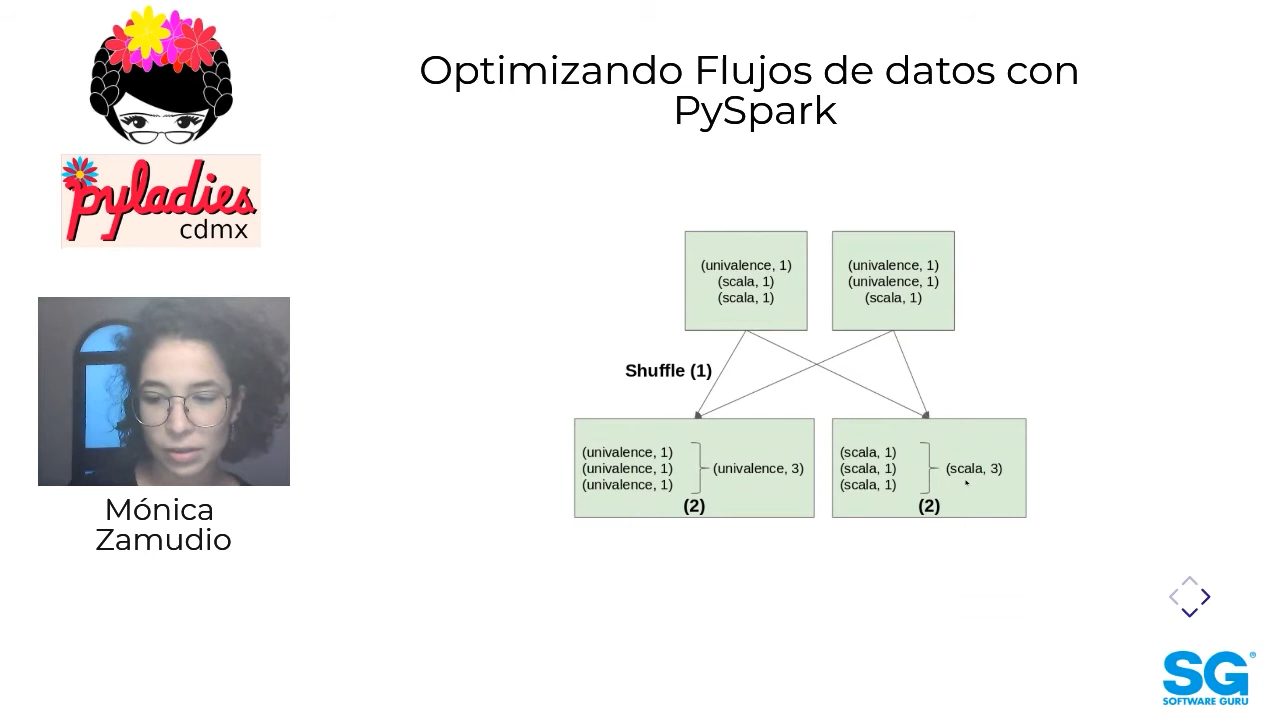 Optimizando Flujos de datos con
PySpark
pyladies
cdmx
Mónica
Zamudio
(univalence, 1)
(scala, 1)
(scala, 1)
(univalence, 1)
(univalence, 1)
(scala, 1)
Shuffle (1)
(univalence, 1)
(univalence, 1)
(univalence, 1)
(univalence, 3)
(2)
(scala, 1)
(scala, 1)
(scala, 1)
(scala, 3)
(2)
SG®
SOFTWARE GURU